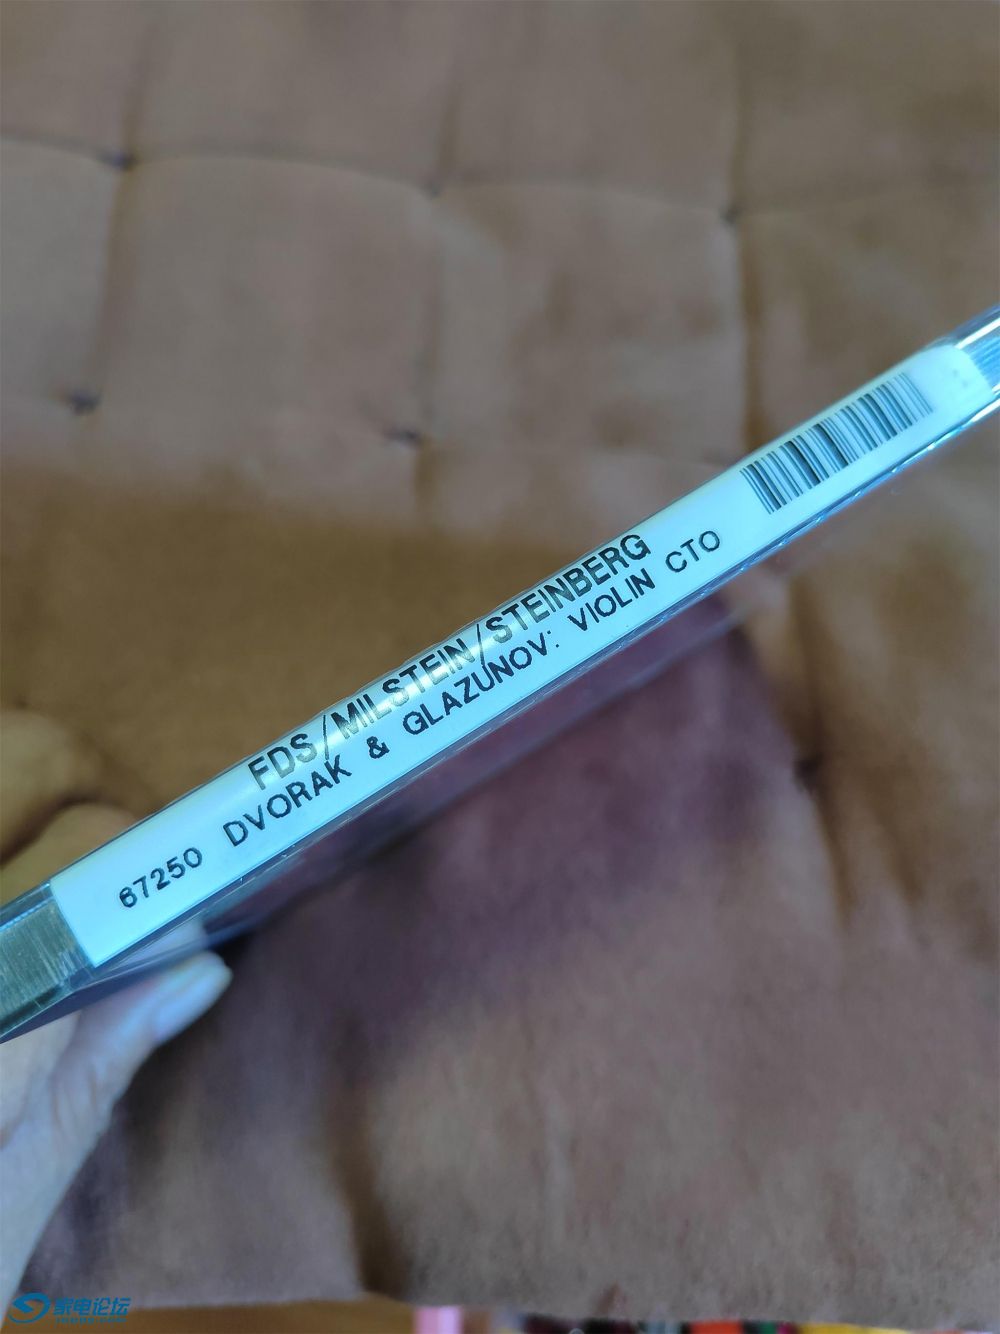 FDS/MILSTEIN/STEINBERG
67250 DVORAK & GLAZUNOV: VIOLIN CTO
家电论坛